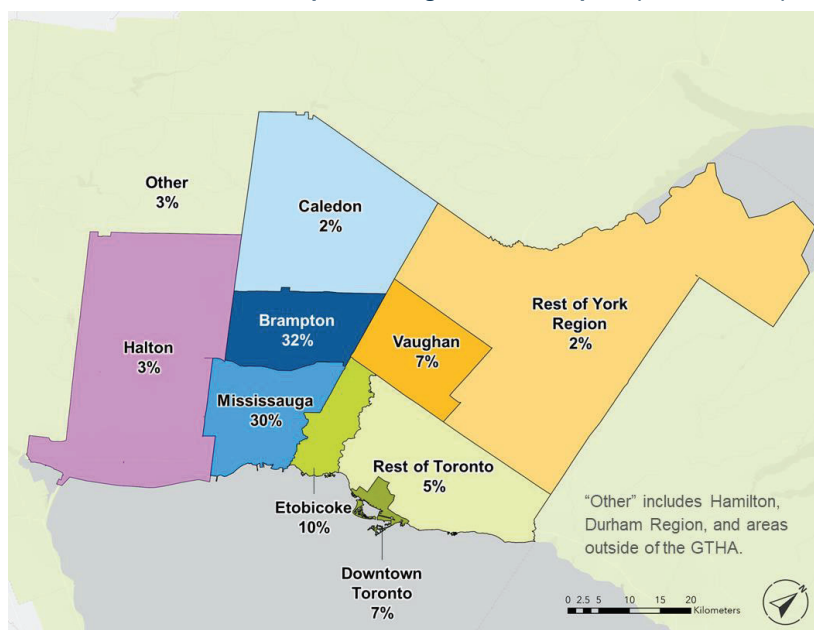 Other
3%
Caledon
2%
Brampton
32%
Halton
3%
Mississauga
30%
Vaughan
7%
Rest of York
Region
2%
Rest of Toronto
5%
Etobicoke
10%
Downtown
Toronto
7%
“Other” includes Hamilton,
Durham Region, and areas
outside of the GTHA.
0 2.5 5 10 15 20
Kilometers
N